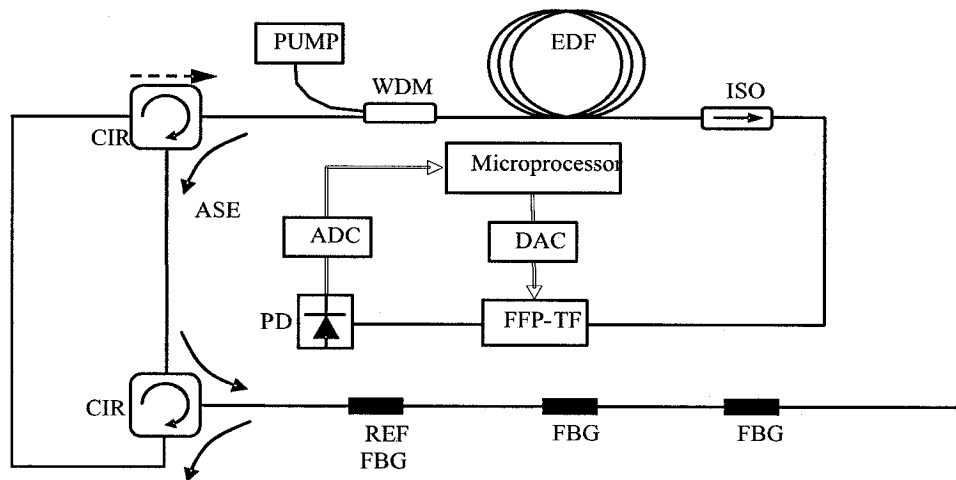 PUMP
EDF
WDM
ISO
CIR
Microprocessor
ASE
ADC
DAC
PD
FFP-TF
CIR
REF
FBG
FBG
FBG